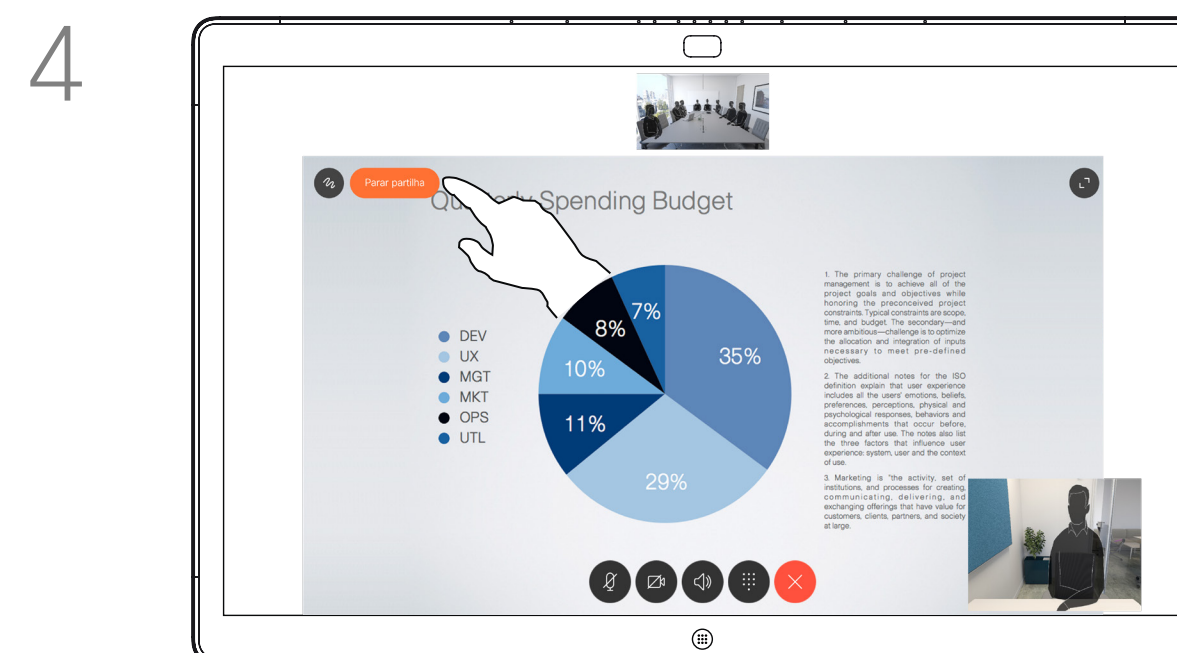 4
Parar partilha
Quarterly Spending Budget
DEV
UX
MGT
MKT
OPS
UTL
7%
8%
35%
10%
11%
29%
1. The primary challenge of project
management is to achieve all of the
project goals and objectives while
honoring the preconceived project
constraints. Typical constraints are scope,
time, and budget. The secondary—and
more ambitious—challenge is to optimize
the allocation and integration of inputs
necessary to meet pre-defined
objectives.
2. The additional notes for the ISO
definition explain that user experience
includes all the users' emotions, beliefs,
preferences, perceptions, physical and
psychological responses, behaviors and
accomplishments that occur before,
during and after use. The notes also list
the three factors that influence user
experience: system, user and the context
of use.
3. Marketing is "the activity, set of
institutions, and processes for creating,
communicating, delivering, and
exchanging offerings that have value for
customers, clients, partners, and society
at large.